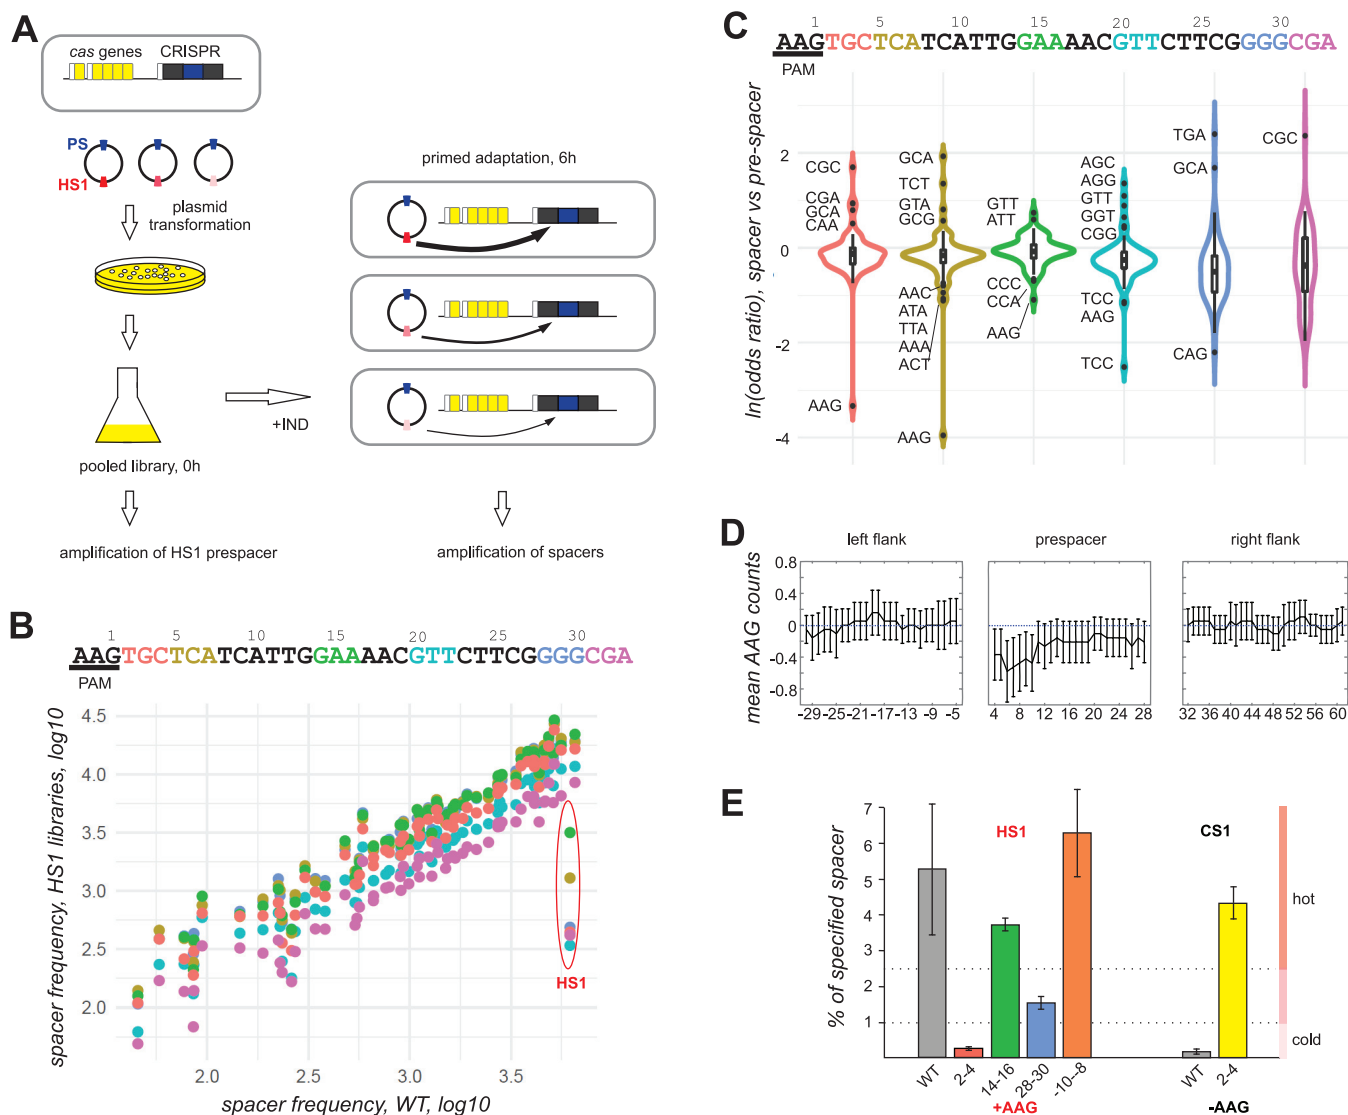 A
cas genes
CRISPR
PS
HS1
plasmid
transformation
pooled library, 0h
+IND
primed adaptation, 6h
amplification of HS1 prespacer
amplification of spacers
B
1 5 10 15 20 25 30
AAGTGCTCATCATTGGAAAACGTTCTTCGGGGCGA
PAM
spacer frequency, HS1 libraries, log10
4.5
4.0
3.5
3.0
2.5
2.0
HS1
2.0 2.5 3.0 3.5
spacer frequency, WT, log10
C
1 5 10 15 20 25 30
AAGTGCTCATCATTGGAAAACGTTCTTCGGGGCGA
PAM
ln(odds ratio), spacer vs pre-spacer
2
0
-2
-4
CGC
CGA
GCA
CAA
AAG
GCA
TCT
GTA
GCG
AAC
ATA
TTA
AAA
ACT
AAG
GTT
ATT
CCC
CCA
AAG
AGC
AGG
GTT
GGT
CGG
TCC
AAG
TCC
TGA
GCA
CAG
CGC
D
left flank
prespacer
right flank
mean AAG counts
0.8
0.4
0
-0.4
-0.8
-29 -25 -21 -17 -13 -9 -5
4 8 12 16 20 24 28
32 36 40 44 48 52 56 60
E
% of specified spacer
7
6
5
4
3
2
1
HS1
CS1
hot
cold
WT 2-4 14-16 28-30 -10--8
WT 2-4
+AAG
-AAG